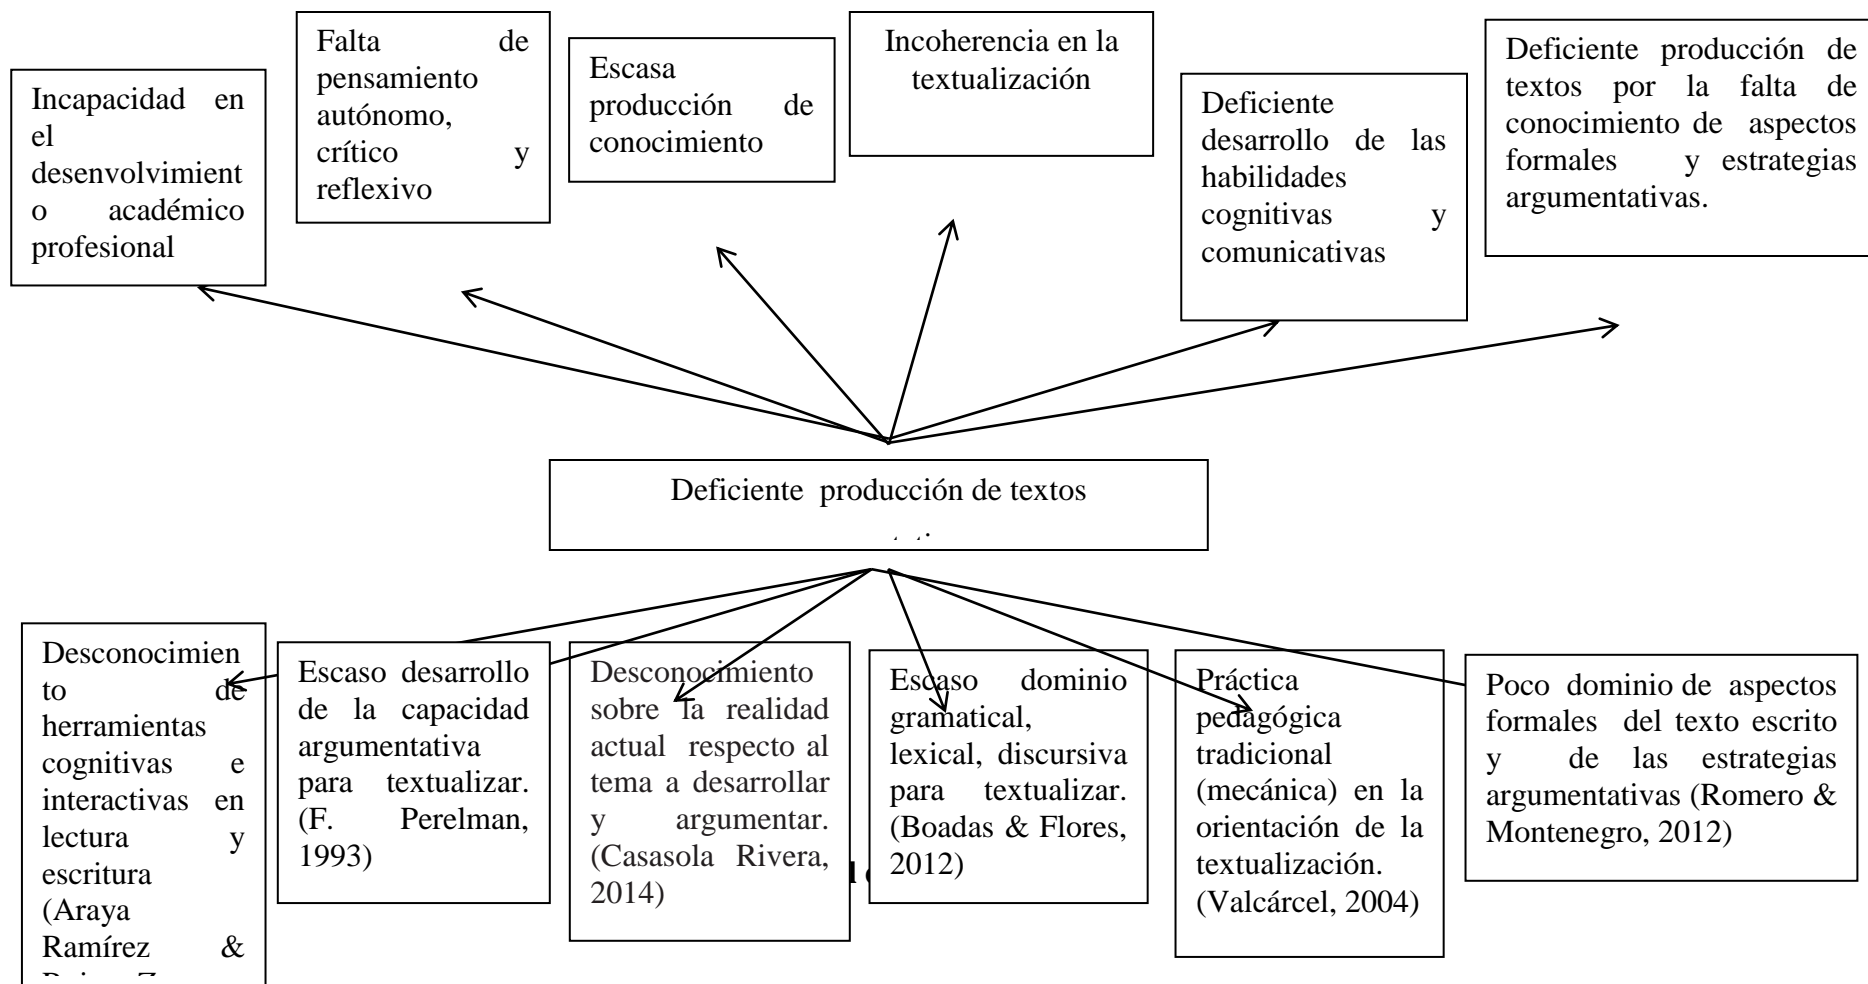 Incapacidad en
el
desenvolvimient
o académico
profesional
Falta de
pensamiento
autónomo,
crítico y
reflexivo
Escasa
producción de
conocimiento
Incoherencia en la
textualización
Deficiente
desarrollo de las
habilidades
cognitivas y
comunicativas
Deficiente producción de
textos por la falta de
conocimiento de aspectos
formales y estrategias
argumentativas.
Deficiente producción de textos
Desconocimien
to de
herramientas
cognitivas e
interactivas en
lectura y
escritura
(Araya
Ramírez &
Escaso desarrollo
de la capacidad
argumentativa
para textualizar.
(F. Perelman,
1993)
Desconocimiento
sobre la realidad
actual respecto al
tema a desarrollar
y argumentar.
(Casasola Rivera,
2014)
Escaso dominio
gramatical,
lexical, discursiva
para textualizar.
(Boadas & Flores,
2012)
Práctica
pedagógica
tradicional
(mecánica) en la
orientación de la
textualización.
(Valcárcel, 2004)
Poco dominio de aspectos
formales del texto escrito
y de las estrategias
argumentativas (Romero &
Montenegro, 2012)